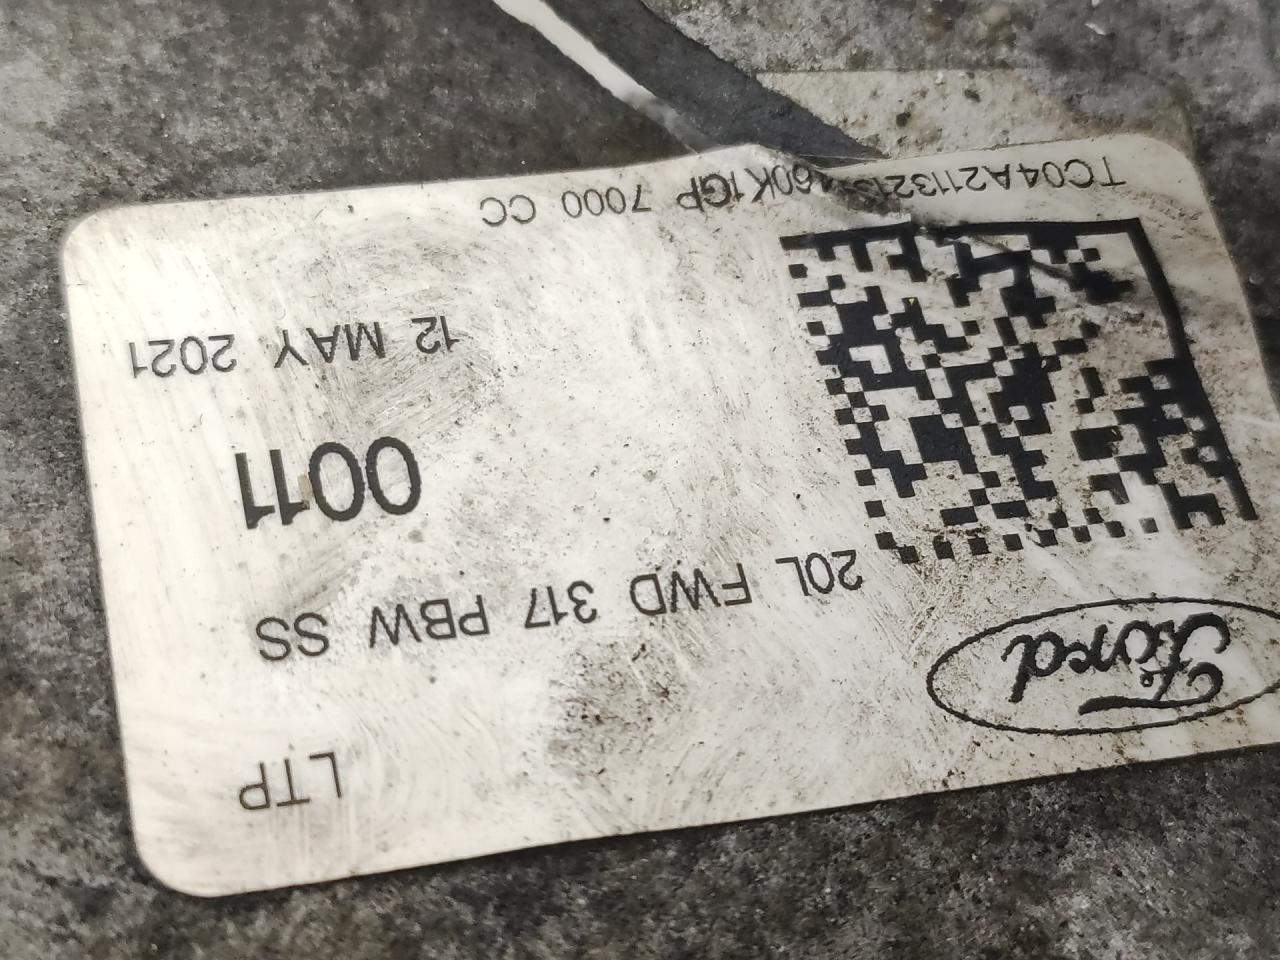 LTP
Ford
20L FWD 317 PBW SS
0011
12 MAY 2021
7000 CC